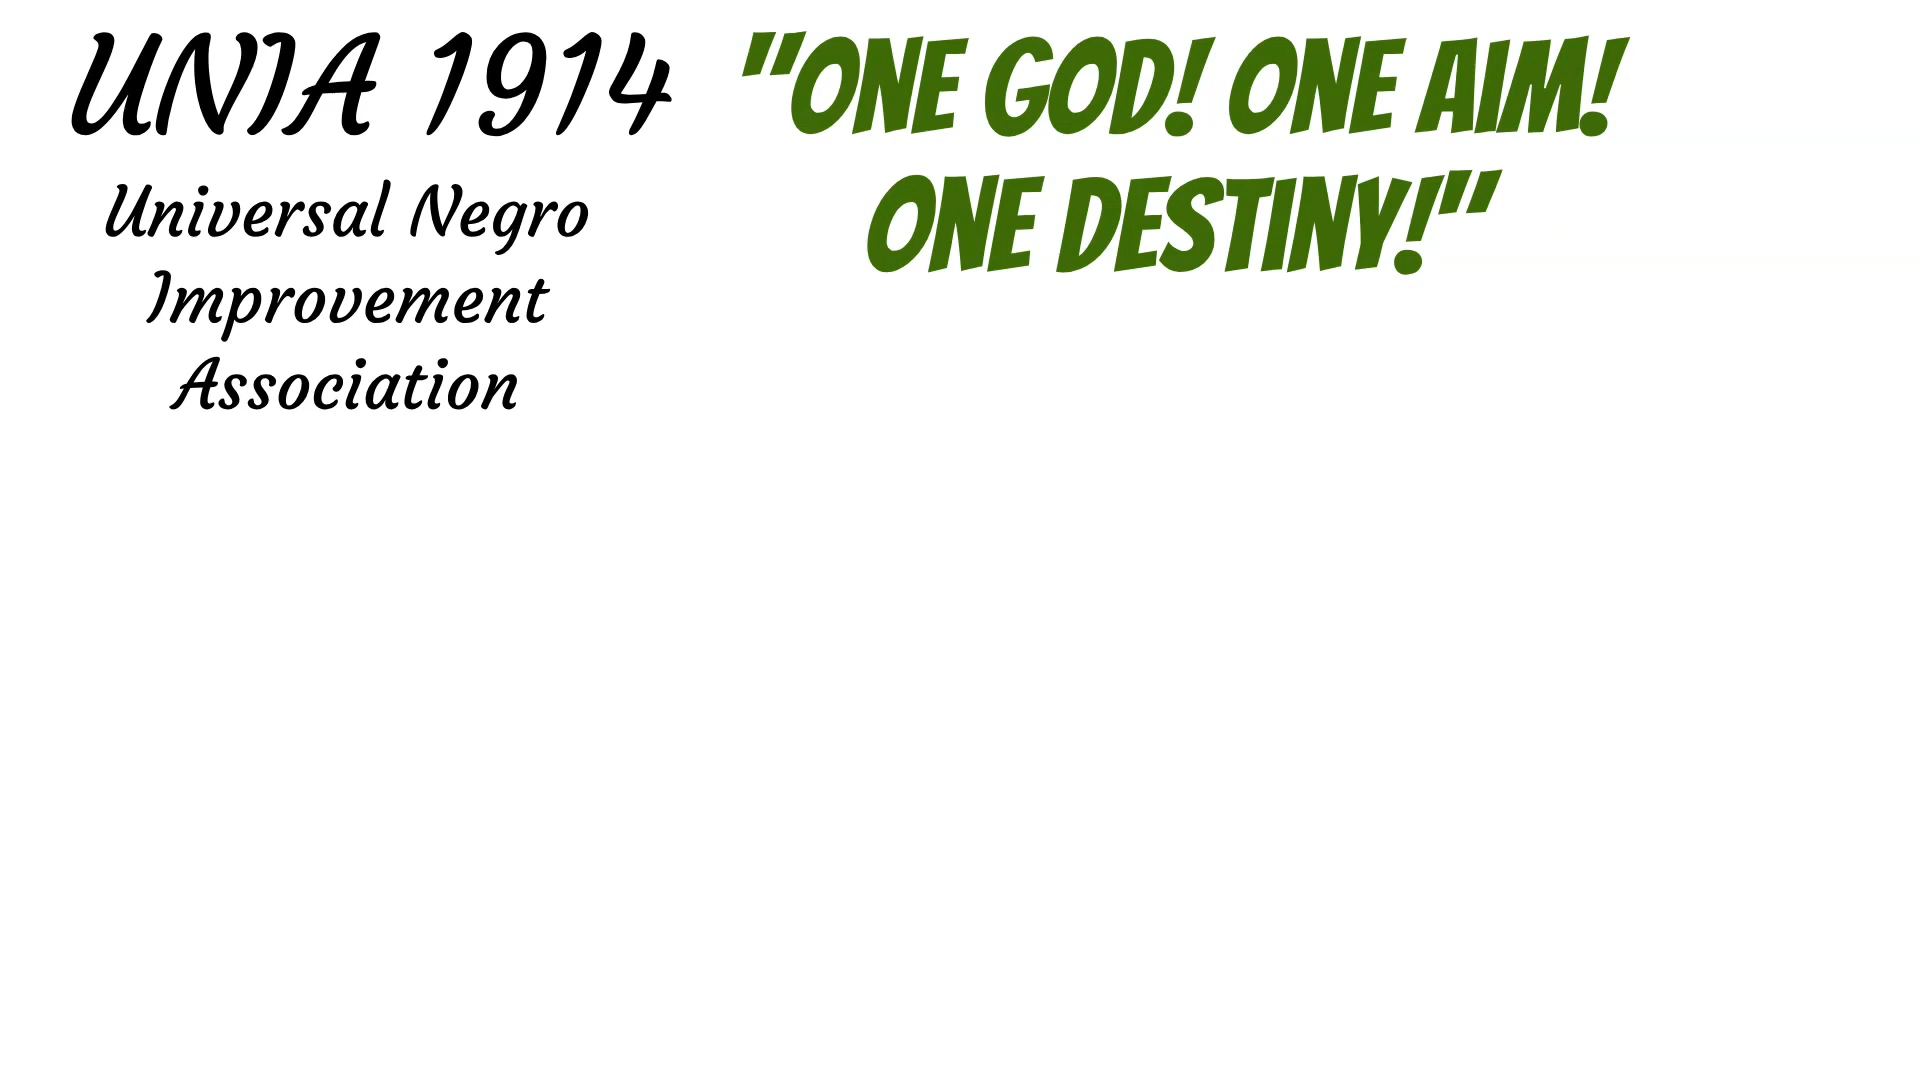 UNIA 1914
Universal Negro
Improvement
Association
"ONE GOD! ONE AIM!
ONE DESTINY!"